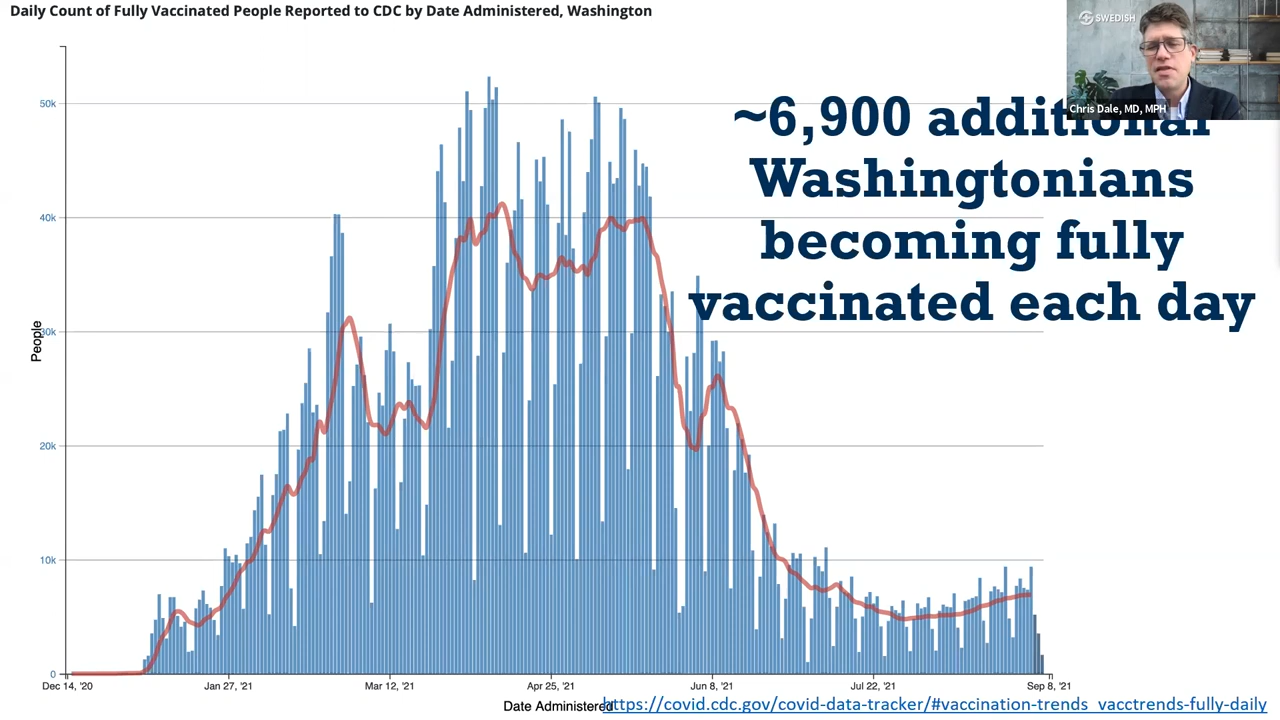 Daily Count of Fully Vaccinated People Reported to CDC by Date Administered, Washington
SWEDISH
Chris Dale, MD, MPH
~6,900 additional
Washingtonians
becoming fully
vaccinated each day
50k
40k
30k
20k
10k
0
People
Dec 14, '20
Jan 27, '21
Mar 12, '21
Apr 25, '21
Jun 8, '21
Jul 22, '21
Sep 8, '21
Date Administered
https://covid.cdc.gov/covid-data-tracker/#vaccination-trends_vacctrends-fully-daily